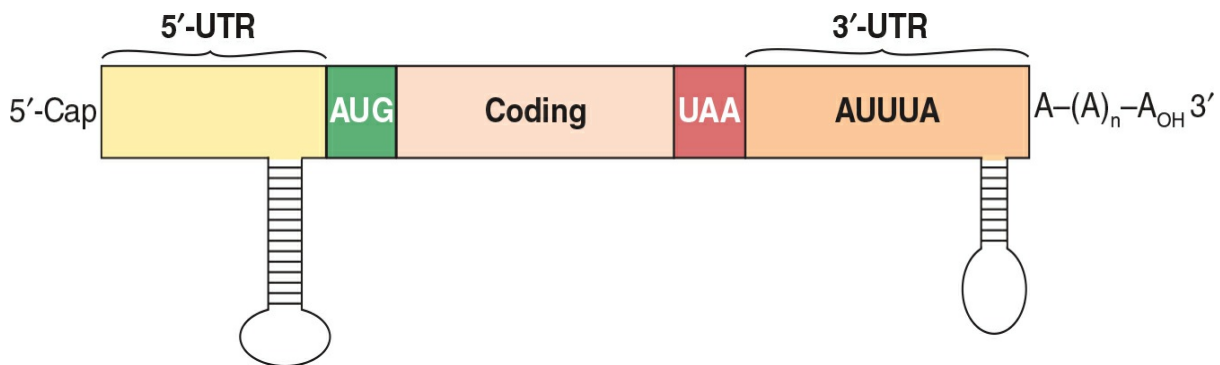 5′-UTR 3′-UTR
5′-Cap AUG Coding UAA AUUUA A–(A)n–AOH 3′